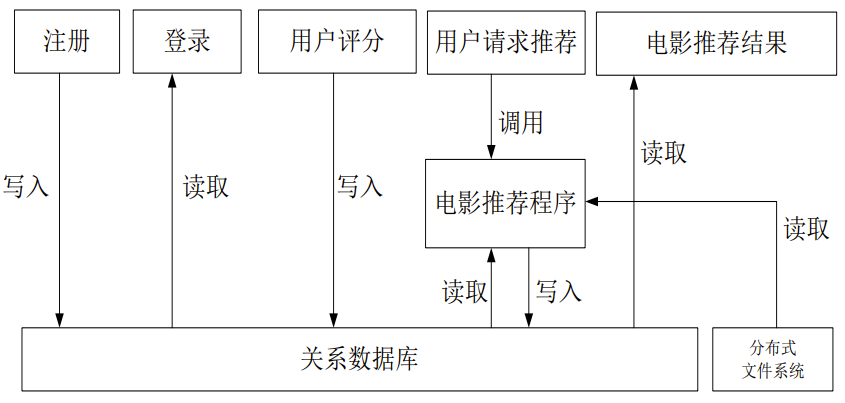 注册
登录
用户评分
用户请求推荐
电影推荐结果
调用
读取
写入
读取
写入
电影推荐程序
读取
读取
写入
关系数据库
分布式
文件系统